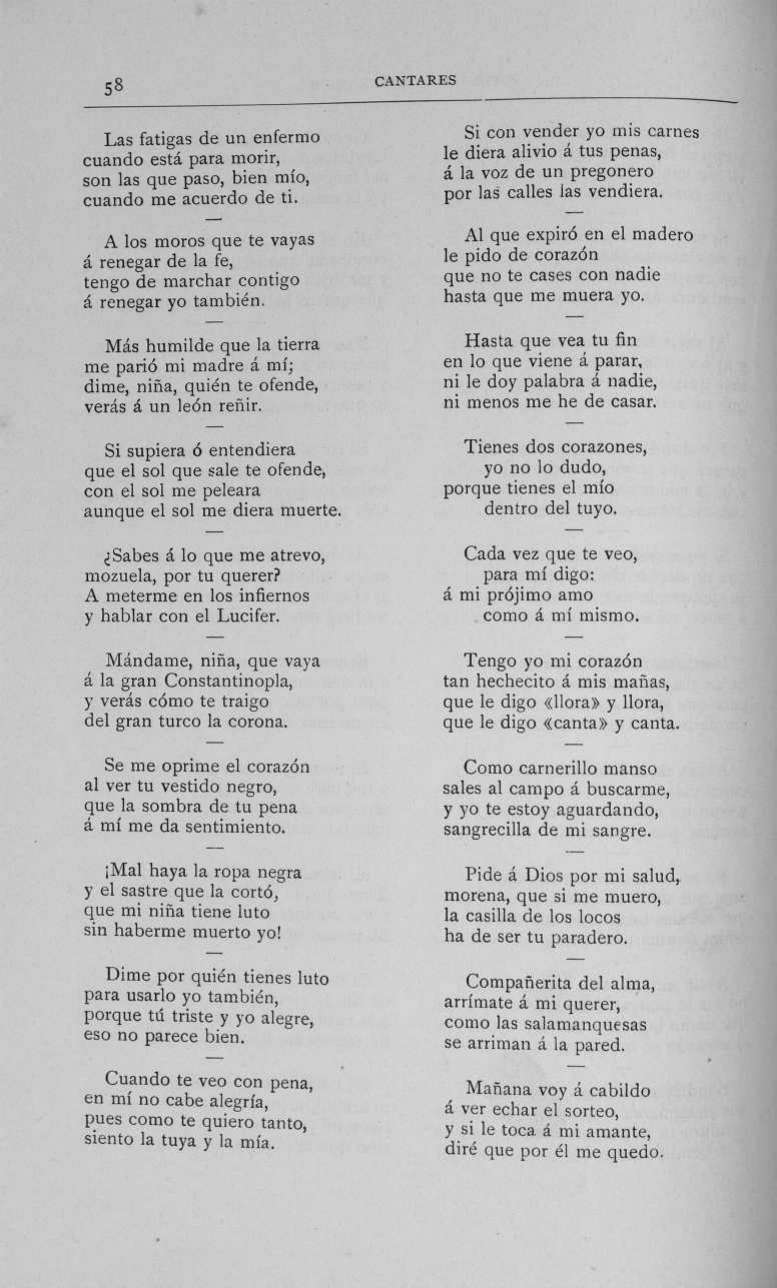 58
CANTARES
Las fatigas de un enfermo
cuando está para morir,
son las que paso, bien mío,
cuando me acuerdo de ti.
—
A los moros que te vayas
á renegar de la fe,
tengo de marchar contigo
á renegar yo también.
—
Más humilde que la tierra
me parió mi madre á mí;
dime, niña, quién te ofende,
verás á un león reñir.
—
Si supiera ó entendiera
que el sol que sale te ofende,
con el sol me peleara
aunque el sol me diera muerte.
—
¿Sabes á lo que me atrevo,
mozuela, por tu querer?
A meterme en los infiernos
y hablar con el Lucifer.
—
Mándame, niña, que vaya
á la gran Constantinopla,
y verás cómo te traigo
del gran turco la corona.
—
Se me oprime el corazón
al ver tu vestido negro,
que la sombra de tu pena
á mí me da sentimiento.
—
¡Mal haya la ropa negra
y el sastre que la cortó,
que mi niña tiene luto
sin haberme muerto yo!
—
Dime por quién tienes luto
para usarlo yo también,
porque tú triste y yo alegre,
eso no parece bien.
—
Cuando te veo con pena,
en mí no cabe alegría,
pues como te quiero tanto,
siento la tuya y la mía.
Si con vender yo mis carnes
le diera alivio á tus penas,
á la voz de un pregonero
por las calles las vendiera.
—
Al que expiró en el madero
le pido de corazón
que no te cases con nadie
hasta que me muera yo.
—
Hasta que vea tu fin
en lo que viene á parar,
ni le doy palabra á nadie,
ni menos me he de casar.
—
Tienes dos corazones,
yo no lo dudo,
porque tienes el mío
dentro del tuyo.
—
Cada vez que te veo,
para mí digo:
á mi prójimo amo
como á mí mismo.
—
Tengo yo mi corazón
tan hechecito á mis mañas,
que le digo «llora» y llora,
que le digo «canta» y canta.
—
Como carnerillo manso
sales al campo á buscarme,
y yo te estoy aguardando,
sangrecilla de mi sangre.
—
Pide á Dios por mi salud,
morena, que si me muero,
la casilla de los locos
ha de ser tu paradero.
—
Compañerita del alma,
arrímate á mi querer,
como las salamanquesas
se arriman á la pared.
—
Mañana voy á cabildo
á ver echar el sorteo,
y si le toca á mi amante,
diré que por él me quedo.